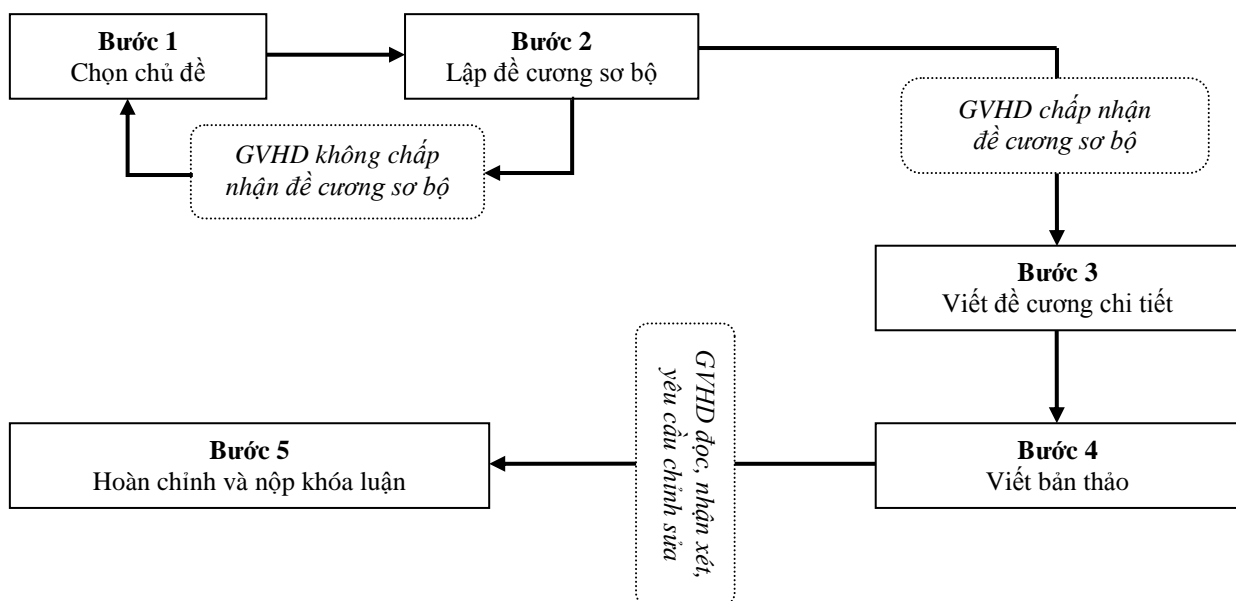 Bước 1
Chọn chủ đề
Bước 2
Lập đề cương sơ bộ
GVHD không chấp
nhận đề cương sơ bộ
GVHD chấp nhận
đề cương sơ bộ
Bước 3
Viết đề cương chi tiết
Bước 4
Viết bản thảo
GVHD đọc, nhận xét,
yêu cầu chỉnh sửa
Bước 5
Hoàn chỉnh và nộp khóa luận